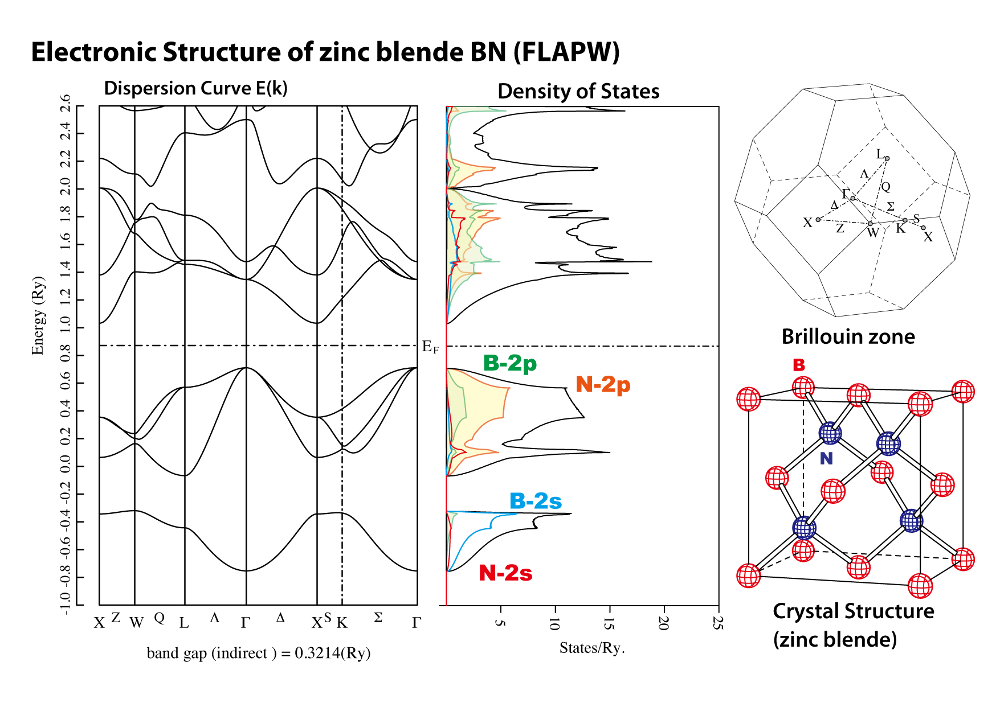 Electronic Structure of zinc blende BN (FLAPW)
Dispersion Curve E(k)
Density of States
Energy (Ry)
2.6
2.4
2.2
2.0
1.8
1.6
1.4
1.2
1.0
0.8
0.6
0.4
0.2
0.0
-0.2
-0.4
-0.6
-0.8
-1.0
X Z W Q L Λ Γ Δ X S K Σ Γ
band gap (indirect ) = 0.3214(Ry)
E_F
B-2p
N-2p
B-2s
N-2s
5 10 15 20 25
States/Ry.
L
Λ
Q
Γ
Δ
Σ
X
Z
W
K
S
X
Brillouin zone
B
N
Crystal Structure
(zinc blende)